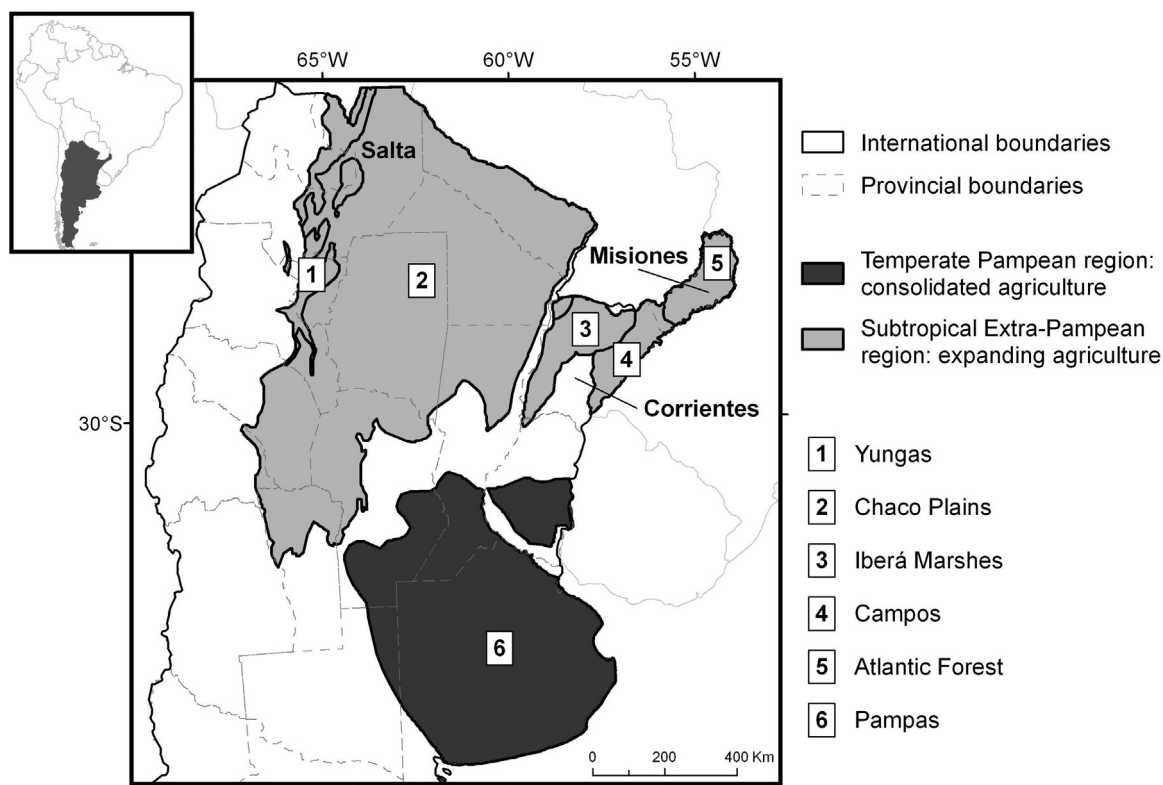 65°W
60°W
55°W
30°S
Salta
Misiones
Corrientes
1
2
3
4
5
6
0
200
400 Km
International boundaries
Provincial boundaries
Temperate Pampean region:
consolidated agriculture
Subtropical Extra-Pampean
region: expanding agriculture
1 Yungas
2 Chaco Plains
3 Iberá Marshes
4 Campos
5 Atlantic Forest
6 Pampas